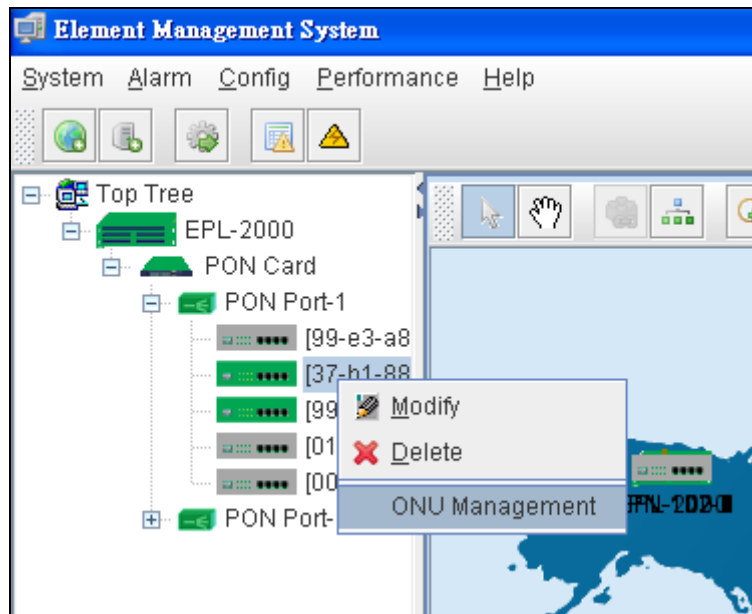 Element Management System
System Alarm Config Performance Help
Top Tree
EPL-2000
PON Card
PON Port-1
[99-e3-a8
[37-b1-88
[99
Modify
Delete
[01
[00
ONU Management
PON Port-